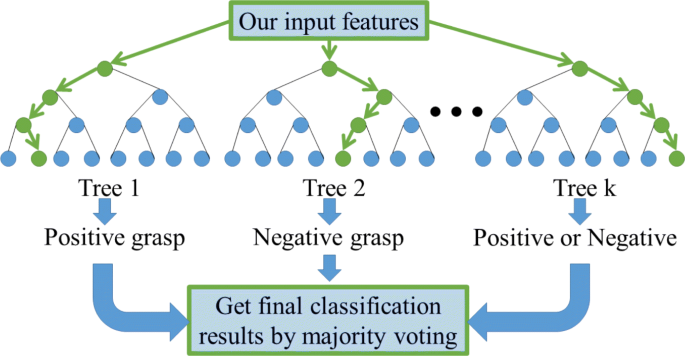 Our input features
Tree 1
Tree 2
Tree k
Positive grasp
Negative grasp
Positive or Negative
Get final classification
results by majority voting